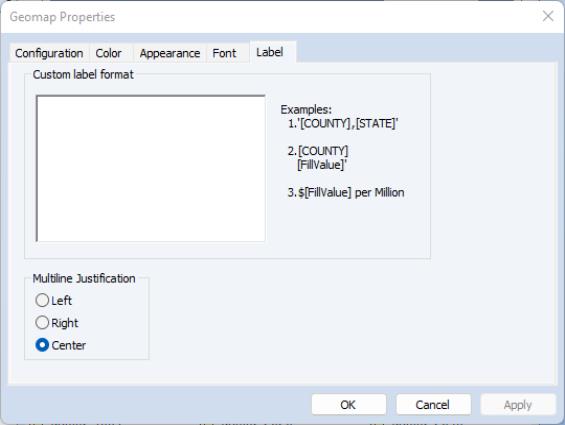 Geomap Properties
Configuration Color Appearance Font Label
Custom label format
Examples:
1.'[COUNTY],[STATE]'
2.[COUNTY]
[FillValue]'
3.$[FillValue] per Million
Multiline Justification
Left
Right
Center
OK Cancel Apply